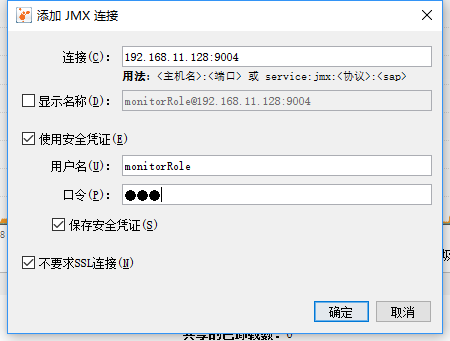 添加 JMX 连接
连接(C)： 192.168.11.128:9004
用法: <主机名>:<端口> 或 service:jmx:<协议>:<sap>
显示名称(D)： monitorRole@192.168.11.128:9004
使用安全凭证(E)
用户名(U)： monitorRole
口令(P)： ●●●
保存安全凭证(S)
不要求SSL连接(N)
确定 取消